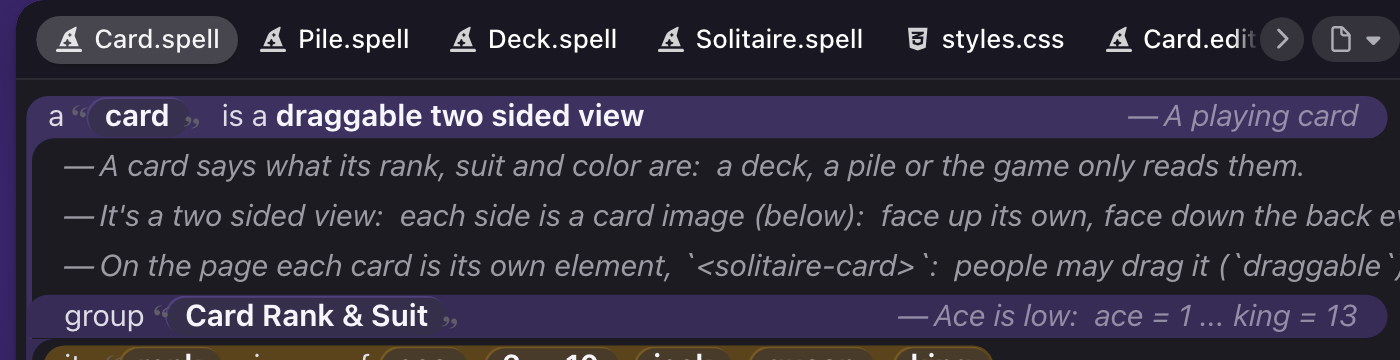 Card.spell Pile.spell Deck.spell Solitaire.spell styles.css Card.edit
a “ card ” is a draggable two sided view — A playing card
— A card says what its rank, suit and color are: a deck, a pile or the game only reads them.
— It's a two sided view: each side is a card image (below): face up its own, face down the back
— On the page each card is its own element, `<solitaire-card>`: people may drag it (`draggable`)
group “ Card Rank & Suit ” — Ace is low: ace = 1 ... king = 13